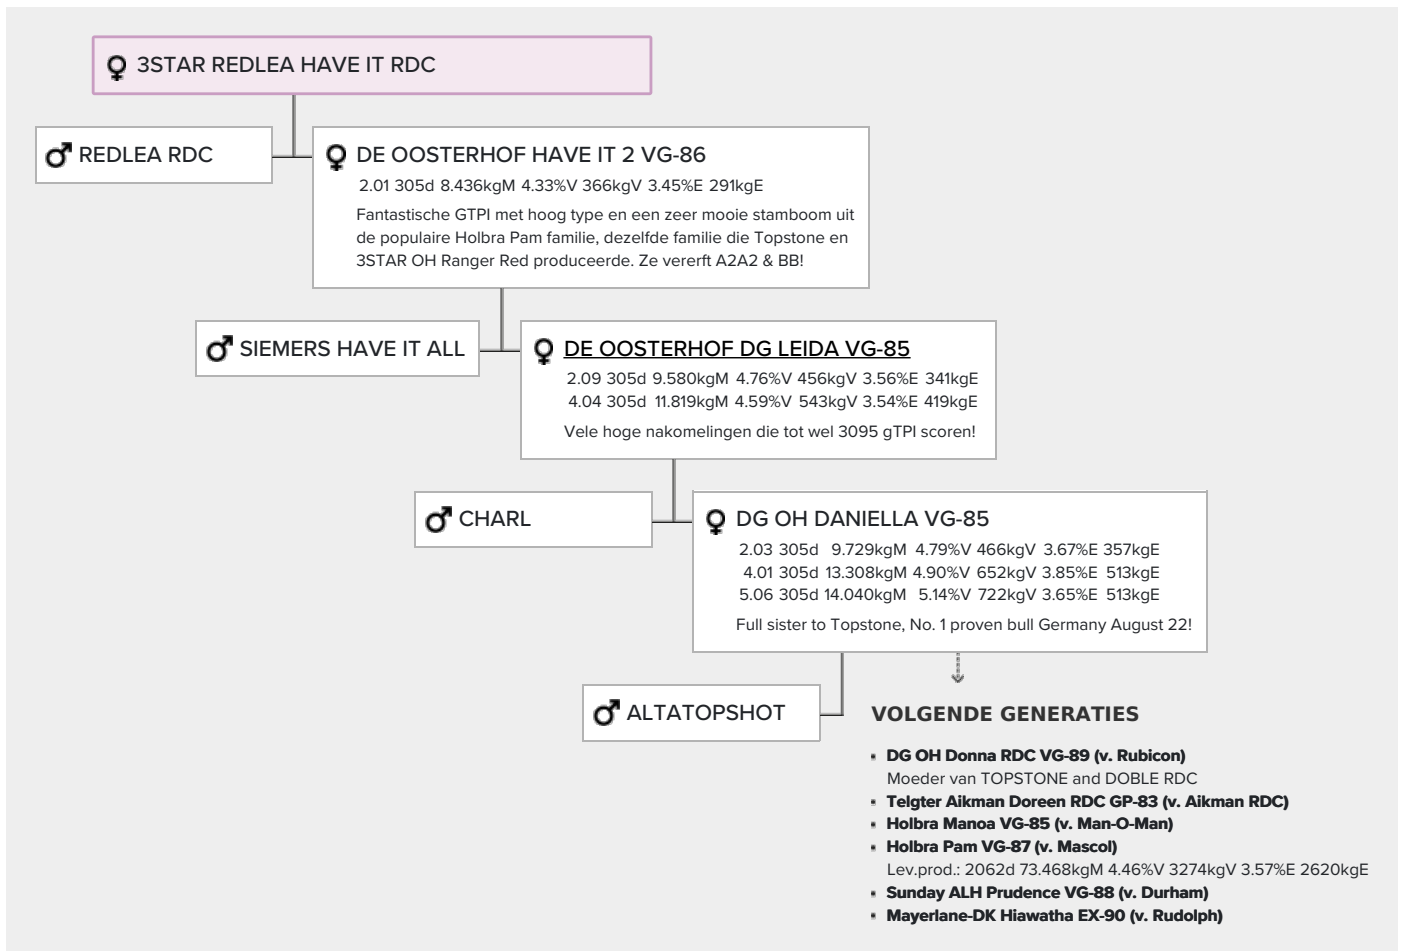 3STAR REDLEA HAVE IT RDC
REDLEA RDC
DE OOSTERHOF HAVE IT 2 VG-86
2.01 305d 8.436kgM 4.33%V 366kgV 3.45%E 291kgE
Fantastische GTPI met hoog type en een zeer mooie stamboom uit
de populaire Holbra Pam familie, dezelfde familie die Topstone en
3STAR OH Ranger Red produceerde. Ze vererft A2A2 & BB!
SIEMERS HAVE IT ALL
DE OOSTERHOF DG LEIDA VG-85
2.09 305d 9.580kgM 4.76%V 456kgV 3.56%E 341kgE
4.04 305d 11.819kgM 4.59%V 543kgV 3.54%E 419kgE
Vele hoge nakomelingen die tot wel 3095 gTPI scoren!
CHARL
DG OH DANIELLA VG-85
2.03 305d 9.729kgM 4.79%V 466kgV 3.67%E 357kgE
4.01 305d 13.308kgM 4.90%V 652kgV 3.85%E 513kgE
5.06 305d 14.040kgM 5.14%V 722kgV 3.65%E 513kgE
Full sister to Topstone, No. 1 proven bull Germany August 22!
ALTATOPSHOT
VOLGENDE GENERATIES
▪ DG OH Donna RDC VG-89 (v. Rubicon)
Moeder van TOPSTONE and DOBLE RDC
▪ Telgter Aikman Doreen RDC GP-83 (v. Aikman RDC)
▪ Holbra Manoa VG-85 (v. Man-O-Man)
▪ Holbra Pam VG-87 (v. Mascol)
Lev.prod.: 2062d 73.468kgM 4.46%V 3274kgV 3.57%E 2620kgE
▪ Sunday ALH Prudence VG-88 (v. Durham)
▪ Mayerlane-DK Hiawatha EX-90 (v. Rudolph)